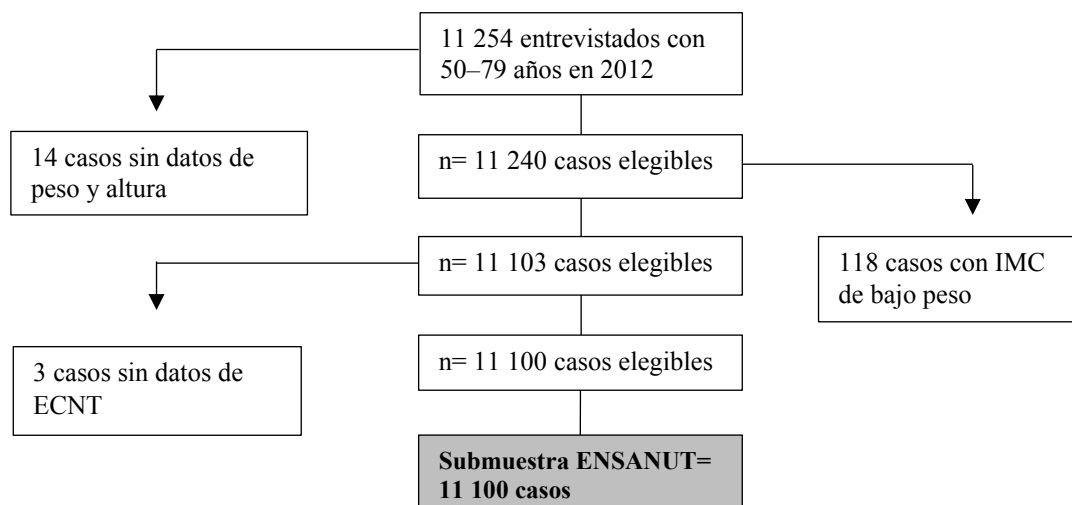 11 254 entrevistados con
50–79 años en 2012
14 casos sin datos de
peso y altura
n= 11 240 casos elegibles
118 casos con IMC
de bajo peso
n= 11 103 casos elegibles
3 casos sin datos de
ECNT
n= 11 100 casos elegibles
Submuestra ENSANUT=
11 100 casos